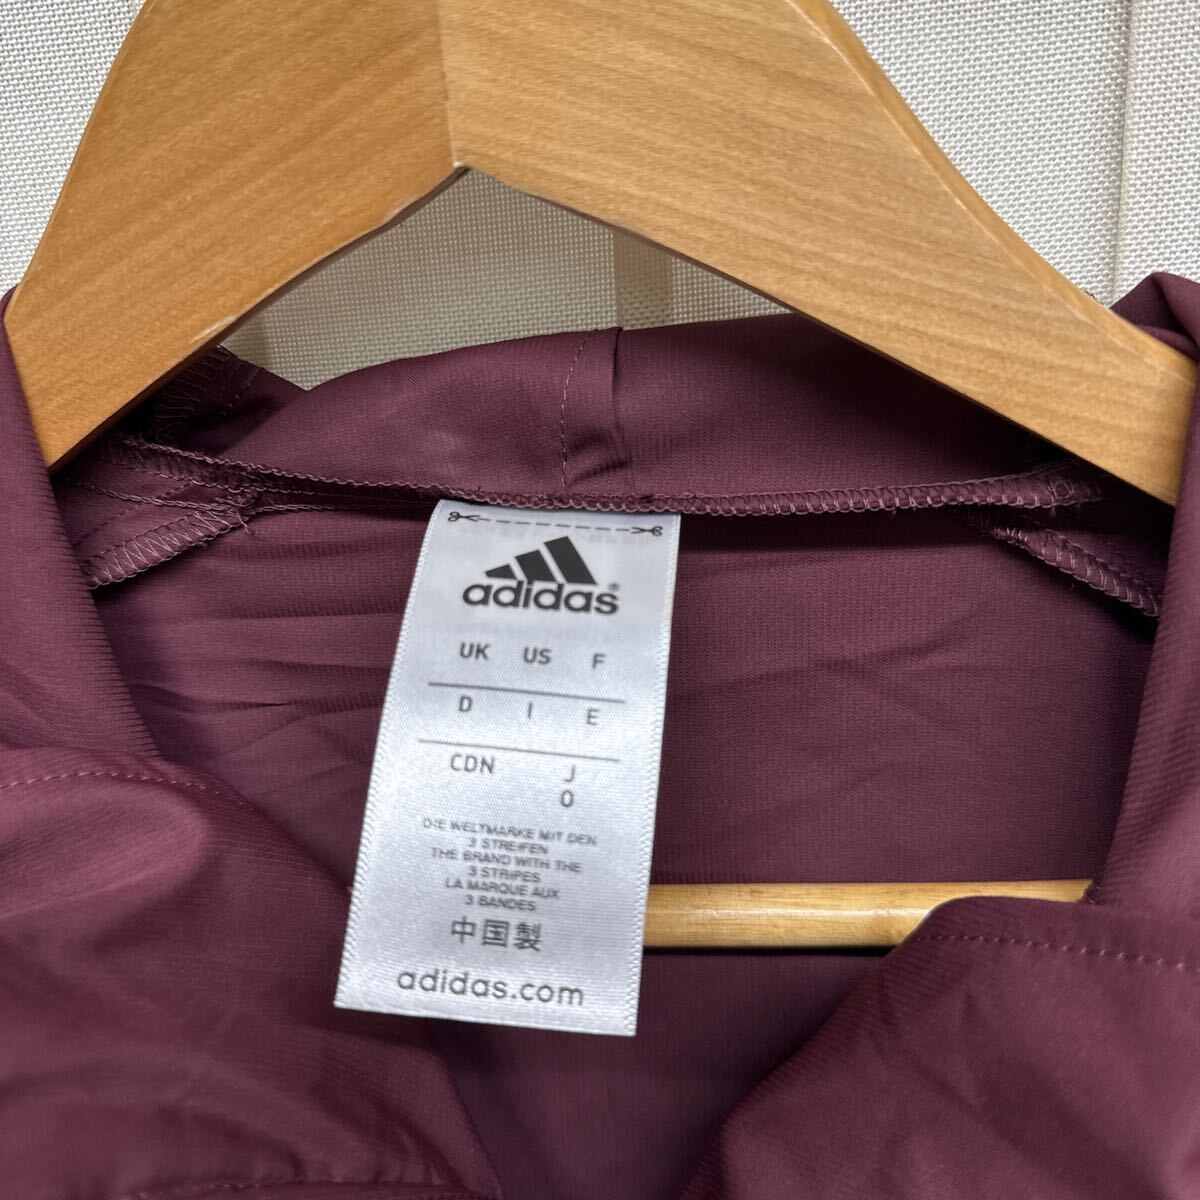 adidas®
UK US F
D I E
CDN J
O
DIE WELTMARKE MIT DEN
3 STREIFEN
THE BRAND WITH THE
3 STRIPES
LA MARQUE AUX
3 BANDES
中国製
adidas.com